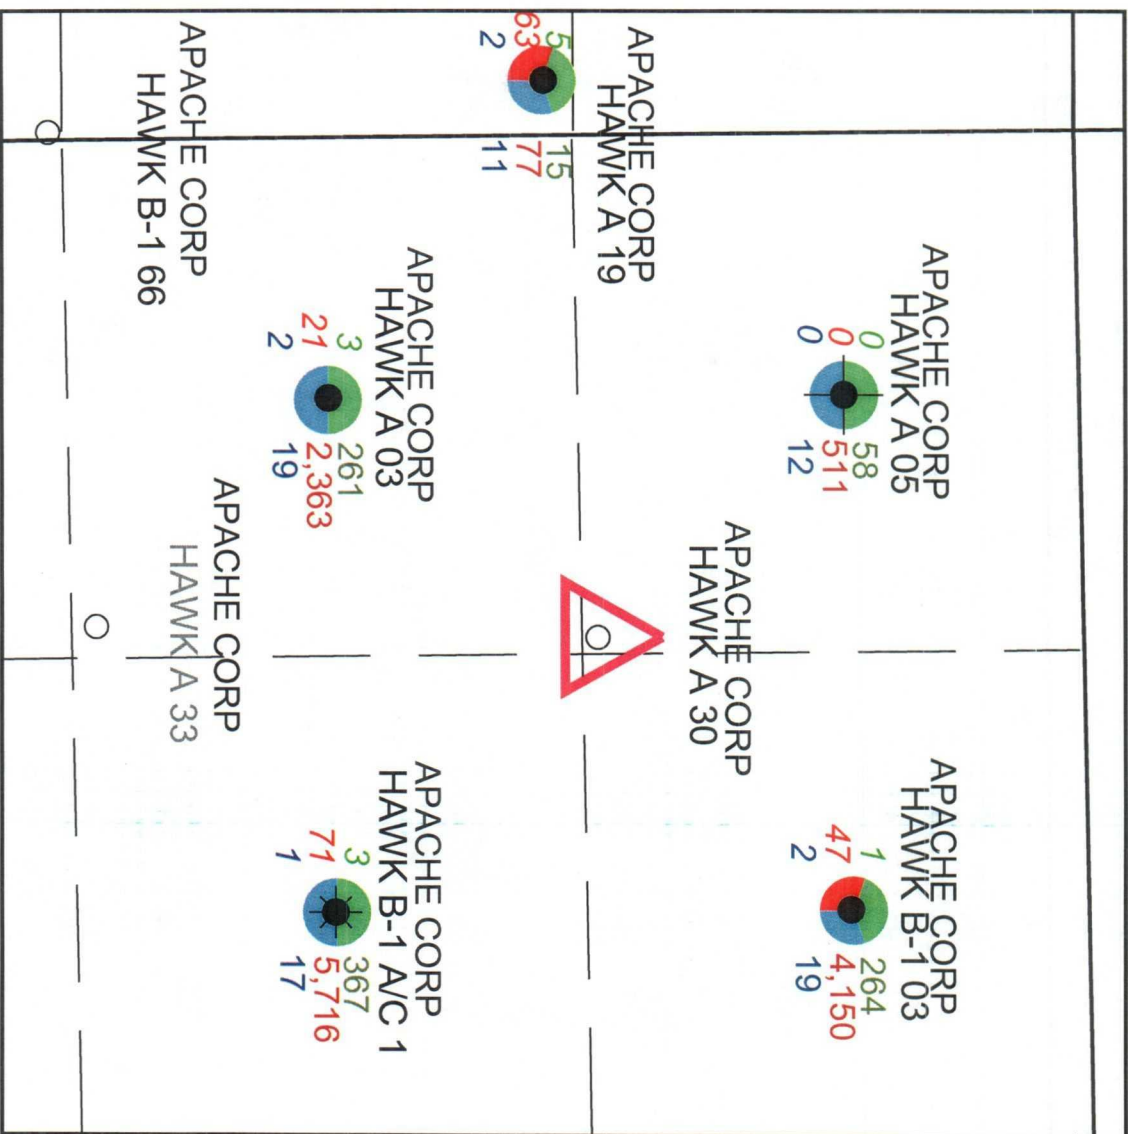 APACHE CORP
HAWK A 05
0 58
0 511
0 12
APACHE CORP
HAWK B-1 03
1 264
47 4,150
2 19
APACHE CORP
HAWK A 30
APACHE CORP
HAWK A 19
5 15
63 77
2 11
APACHE CORP
HAWK A 03
3 261
21 2,363
2 19
APACHE CORP
HAWK B-1 A/C 1
3 367
71 5,716
1 17
APACHE CORP
HAWK A 33
APACHE CORP
HAWK B-1 66